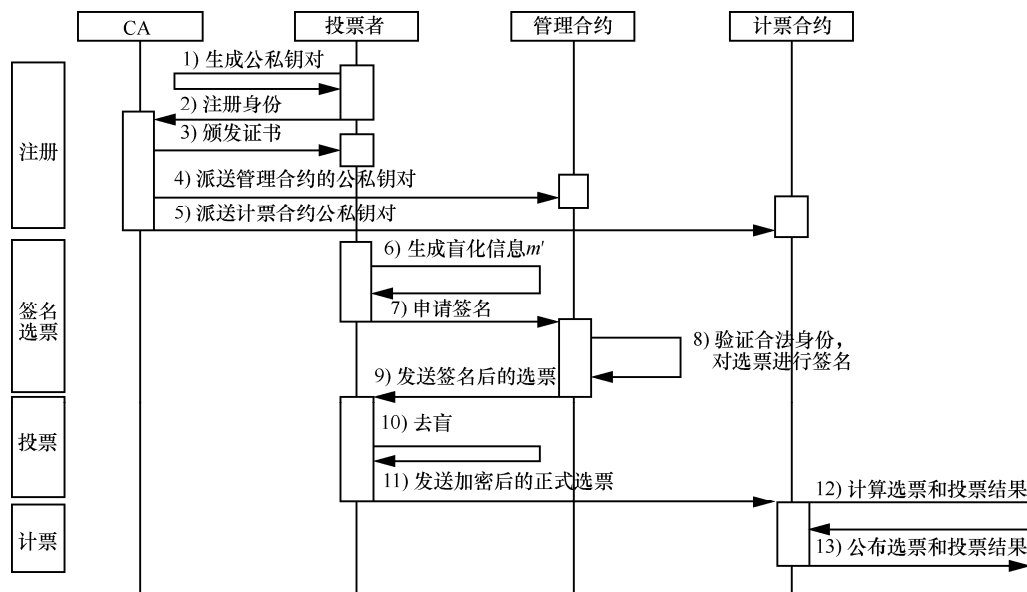 CA
投票者
管理合约
计票合约
注册
1) 生成公私钥对
2) 注册身份
3) 颁发证书
4) 派送管理合约的公私钥对
5) 派送计票合约公私钥对
签名
选票
6) 生成盲化信息m′
7) 申请签名
8) 验证合法身份，
对选票进行签名
9) 发送签名后的选票
投票
10) 去盲
11) 发送加密后的正式选票
计票
12) 计算选票和投票结果
13) 公布选票和投票结果